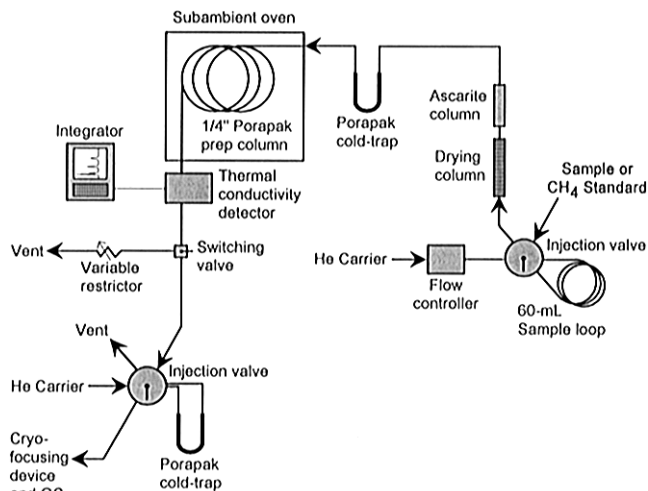 Subambient oven
1/4" Porapak
prep column
Porapak
cold-trap
Ascarite
column
Drying
column
Integrator
Thermal
conductivity
detector
Sample or
CH4 Standard
Injection valve
Vent
Variable
restrictor
Switching
valve
He Carrier
Flow
controller
60-mL
Sample loop
Vent
Injection valve
He Carrier
Cryo-
focusing
device
Porapak
cold-trap
and GC